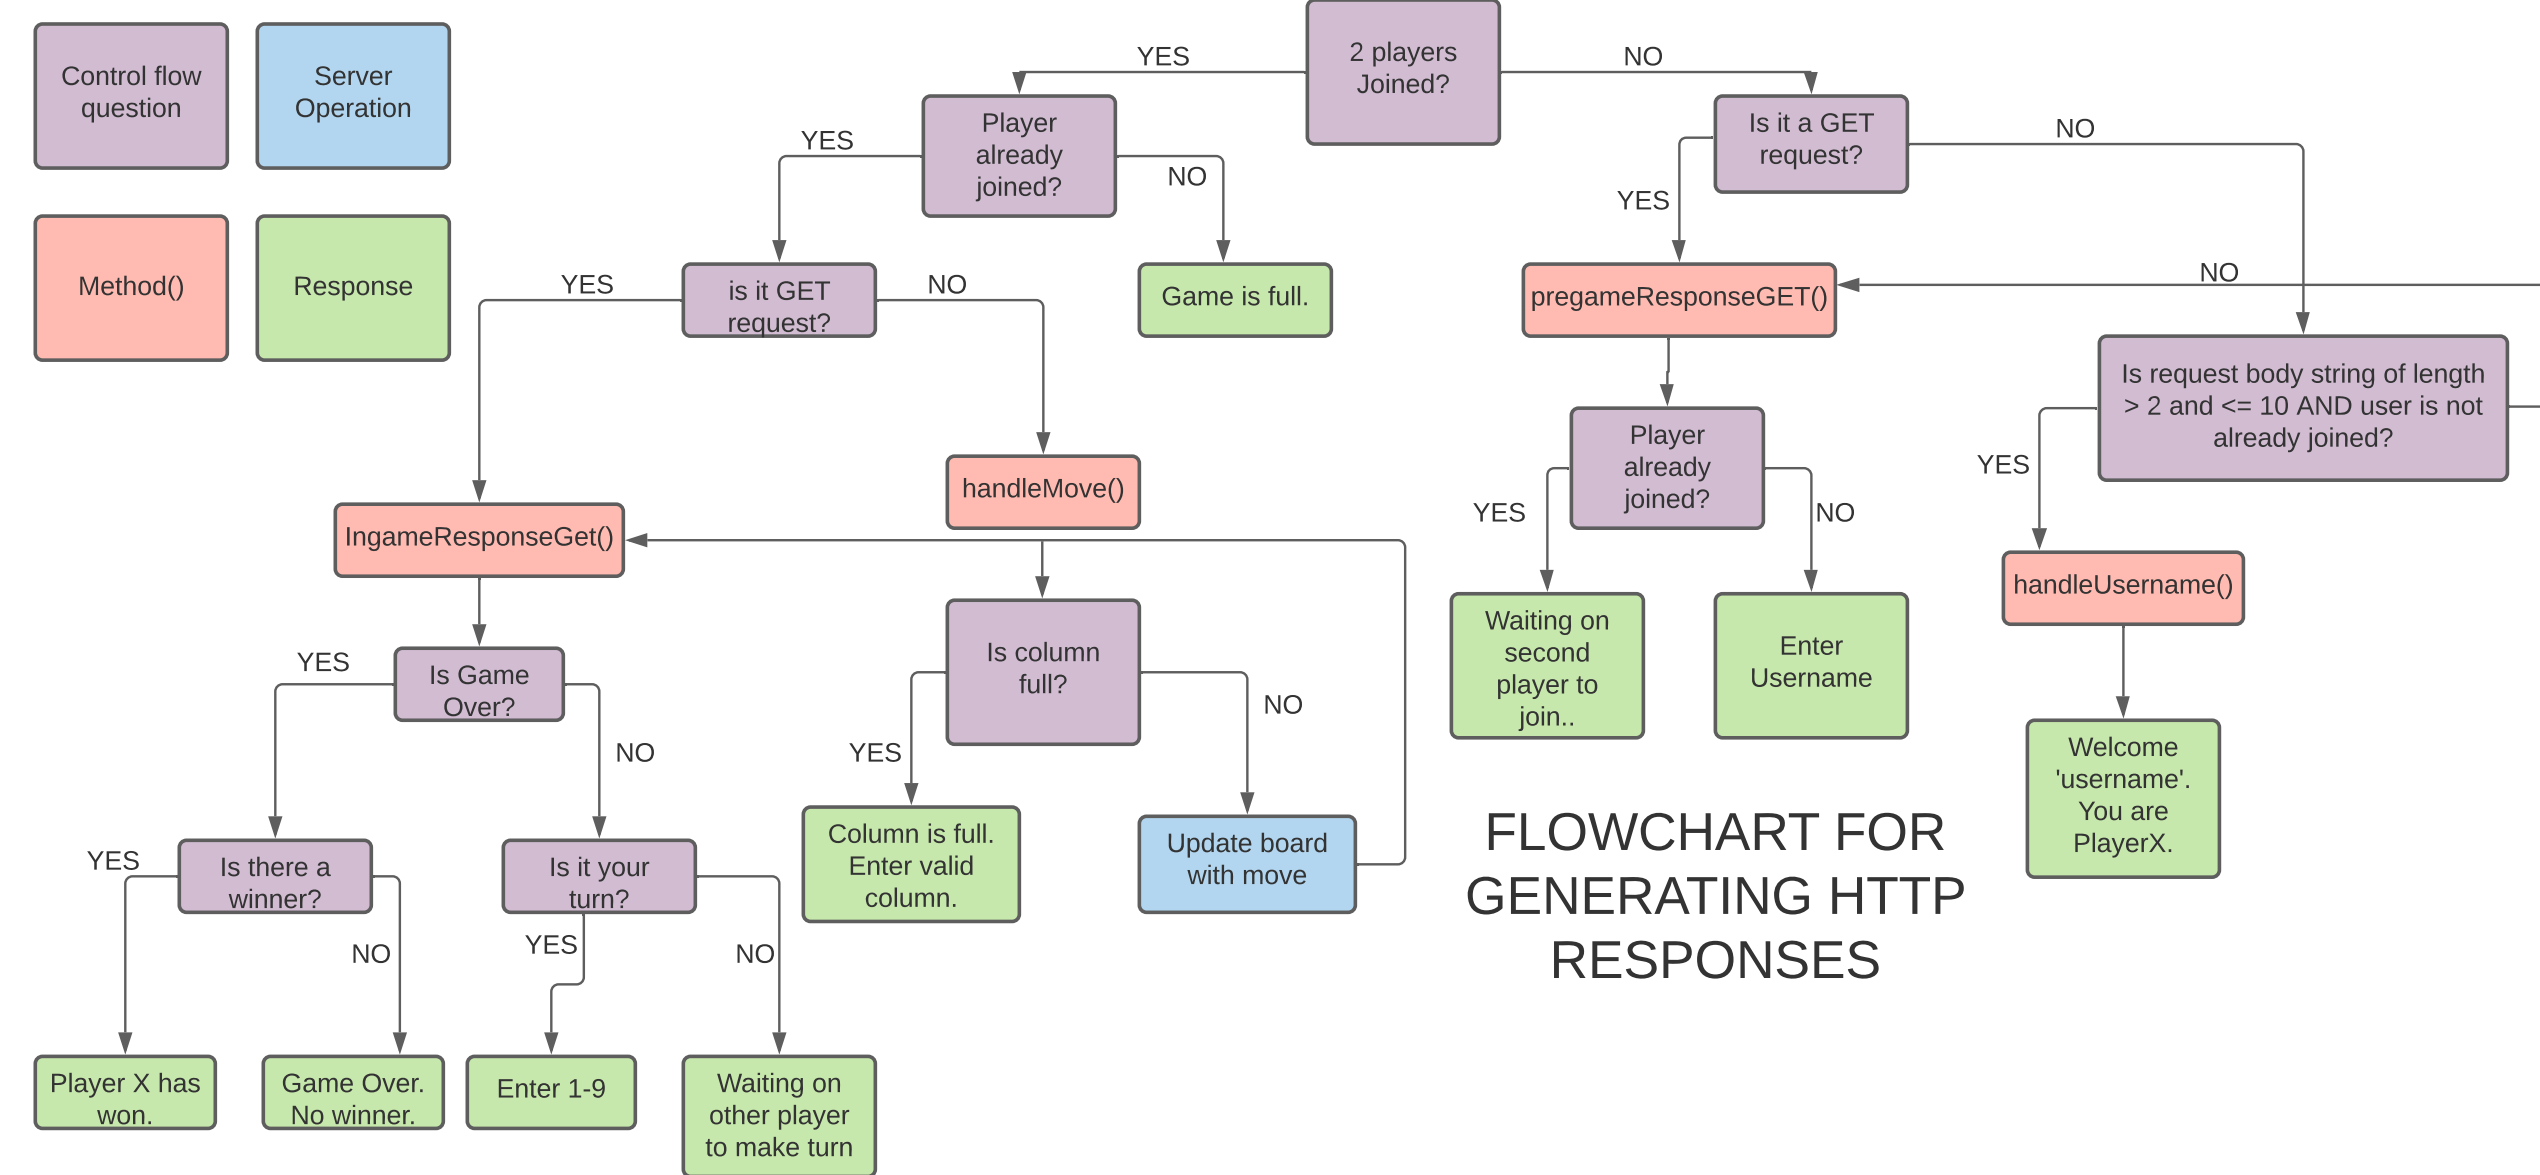 Control flow
question
Server
Operation
Method()
Response
2 players
Joined?
YES
NO
Player
already
joined?
YES
NO
Is it a GET
request?
YES
NO
is it GET
request?
YES
NO
Game is full.
pregameResponseGET()
NO
Is request body string of length
> 2 and <= 10 AND user is not
already joined?
YES
Player
already
joined?
YES
NO
handleMove()
IngameResponseGet()
handleUsername()
Waiting on
second
player to
join..
Enter
Username
Is column
full?
YES
NO
Is Game
Over?
YES
NO
Welcome
'username'.
You are
PlayerX.
Column is full.
Enter valid
column.
Update board
with move
FLOWCHART FOR
GENERATING HTTP
RESPONSES
Is there a
winner?
YES
NO
Is it your
turn?
YES
NO
Player X has
won.
Game Over.
No winner.
Enter 1-9
Waiting on
other player
to make turn